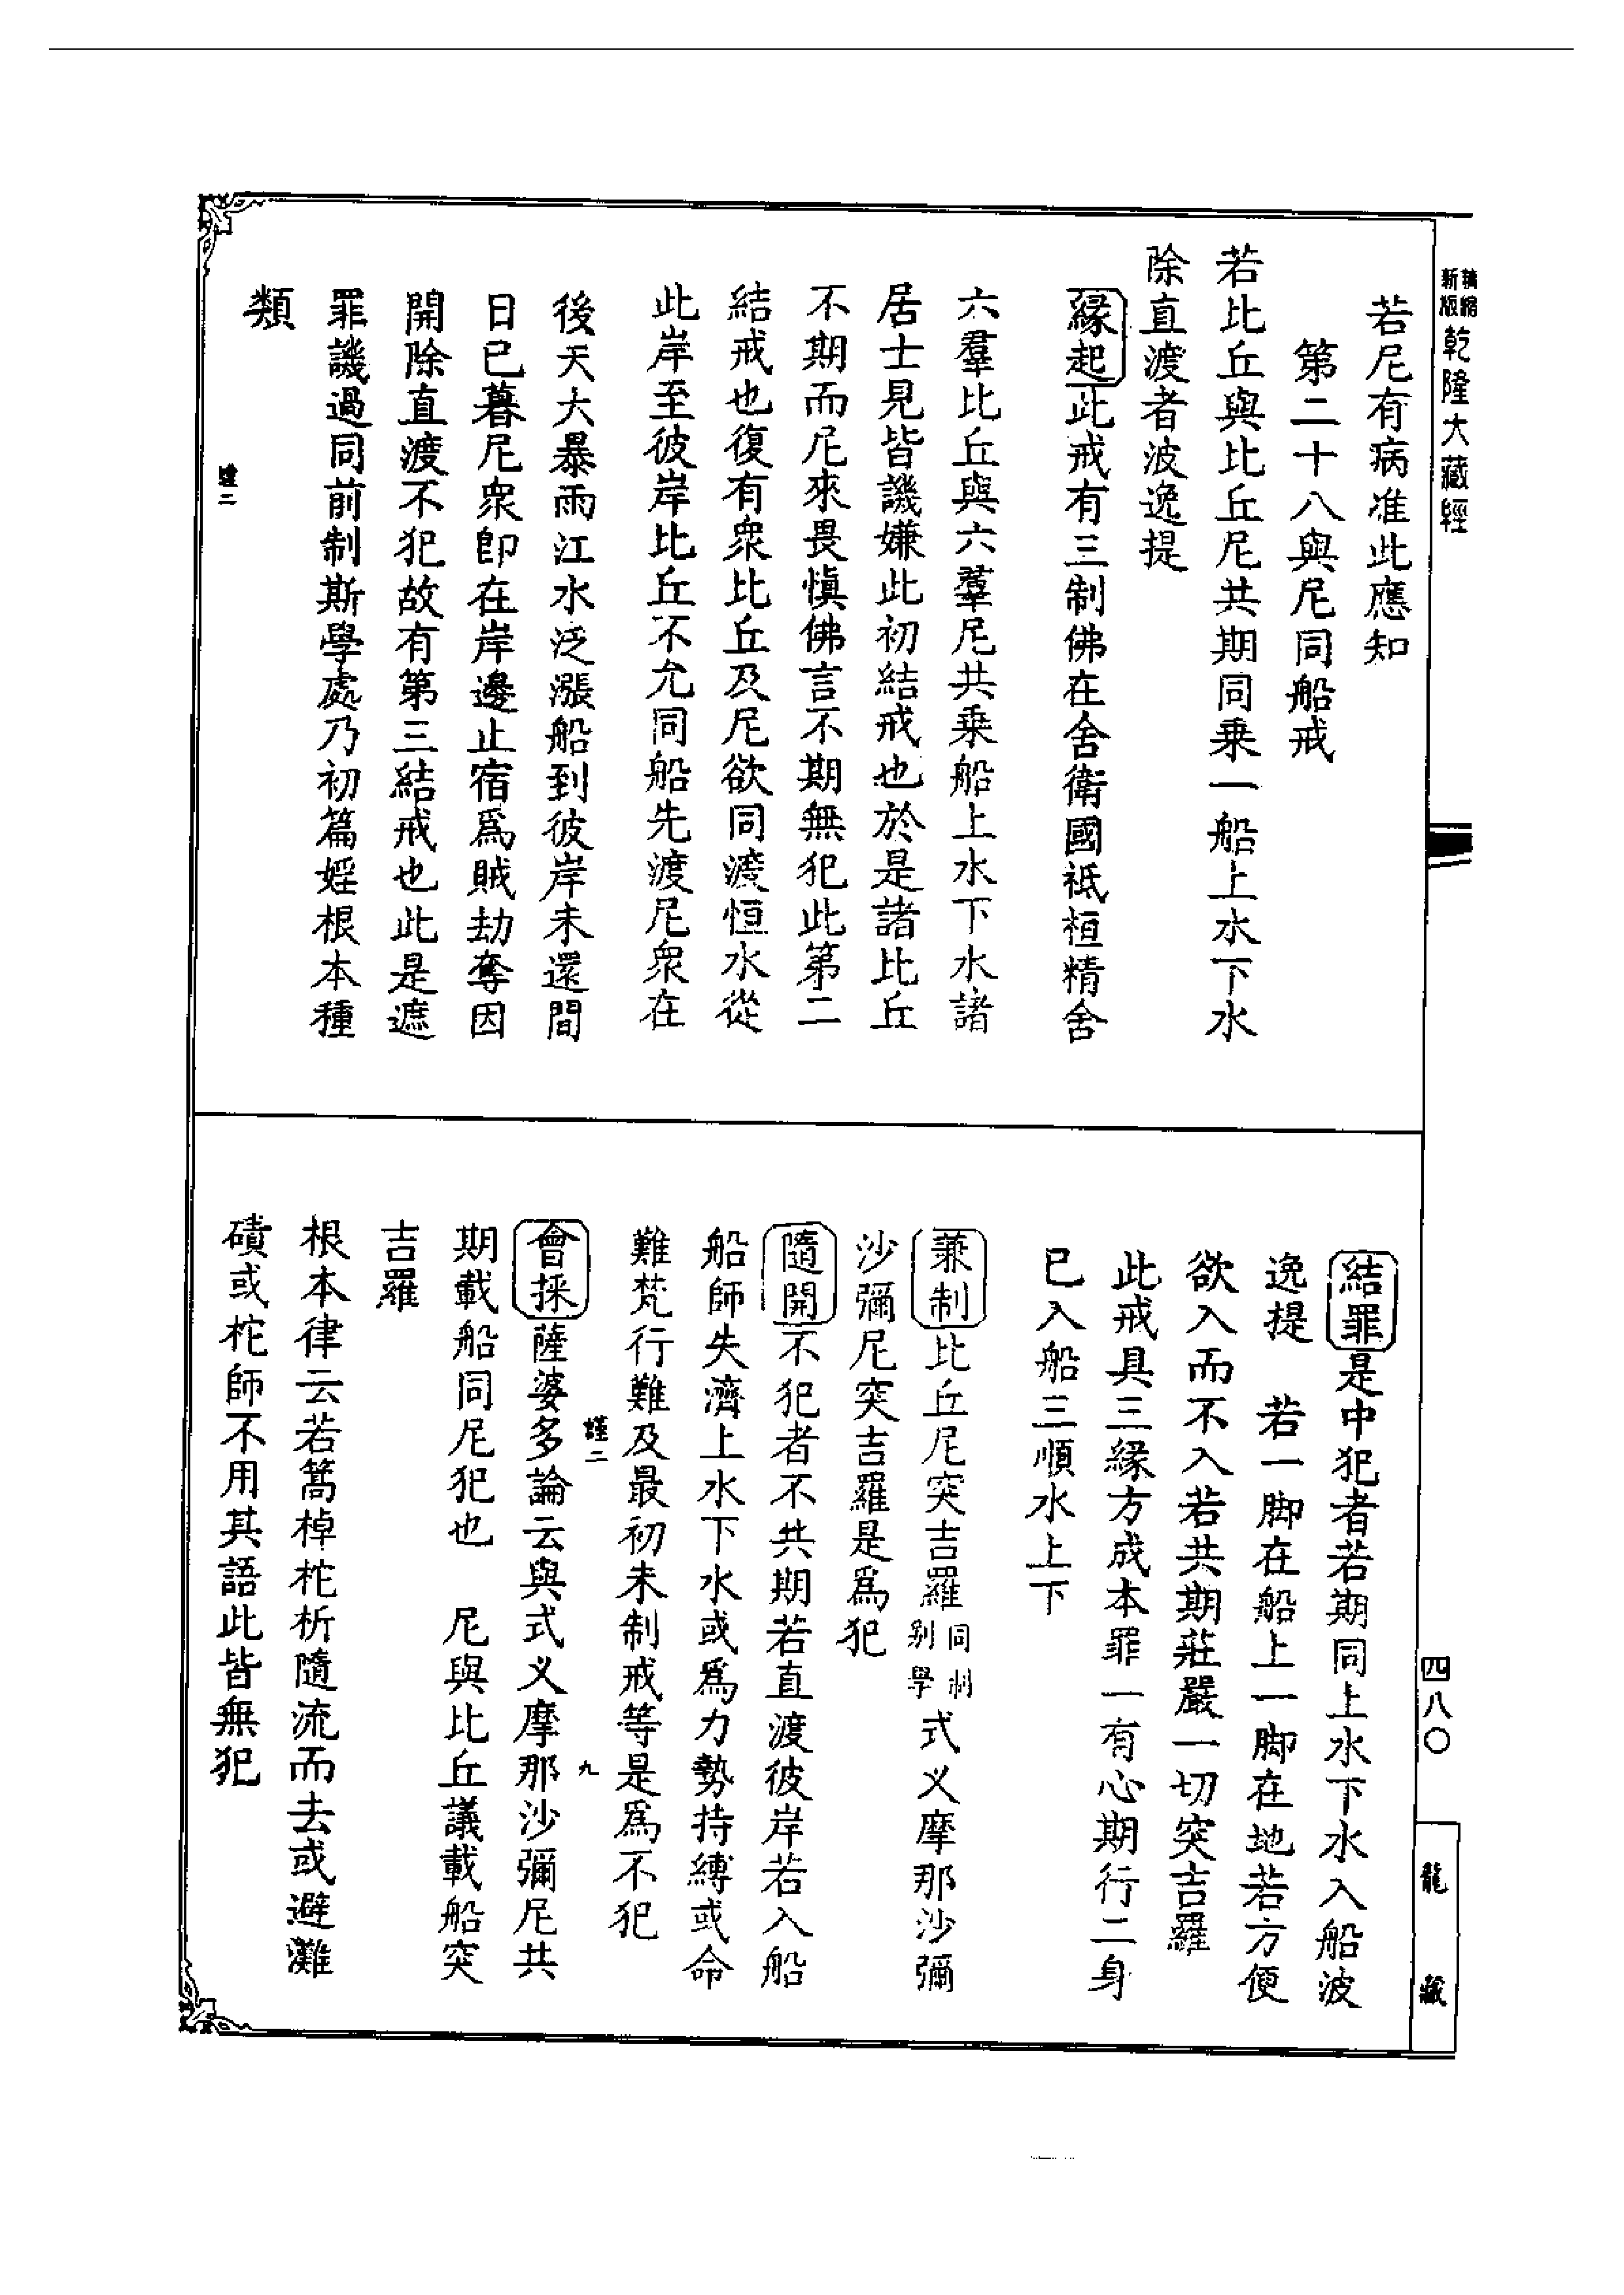 新版精縮
乾隆大藏經
若尼有病准此應知
第二十八與尼同船戒
若比丘與比丘尼共期同乗一船上水下水
除直渡者波逸提
緣起此戒有三制佛在舍衛國祇桓精舍
六羣比丘與六羣尼共乗船上水下水諸
居士見皆譏嫌此初結戒也於是諸比丘
不期而尼來畏慎佛言不期無犯此第二
結戒也復有衆比丘及尼欲同渡恒水從
此岸至彼岸比丘不允同船先渡尼衆在
後天大暴雨江水泛漲船到彼岸未還間
日已暮尼衆卽在岸邊止宿爲賊劫奪因
開除直渡不犯故有第三結戒也此是遮
罪譏過同前制斯學處乃初篇婬根本種
類
四八〇
龍藏
結罪是中犯者若期同上水下水入船波
逸提　若一脚在船上一脚在地若方便
欲入而不入若共期莊嚴一切突吉羅
此戒具三緣方成本罪一有心期行二身
已入船三順水上下
兼制比丘尼突吉羅同制別學式叉摩那沙彌
沙彌尼突吉羅是爲犯
隨開不犯者不共期若直渡彼岸若入船
船師失濟上水下水或爲力勢持縛或命
難梵行難及最初未制戒等是爲不犯
謹二　九
會採薩婆多論云與式叉摩那沙彌尼共
期載船同尼犯也　尼與比丘議載船突
吉羅
根本律云若篙棹柁折隨流而去或避灘
磧或柁師不用其語此皆無犯